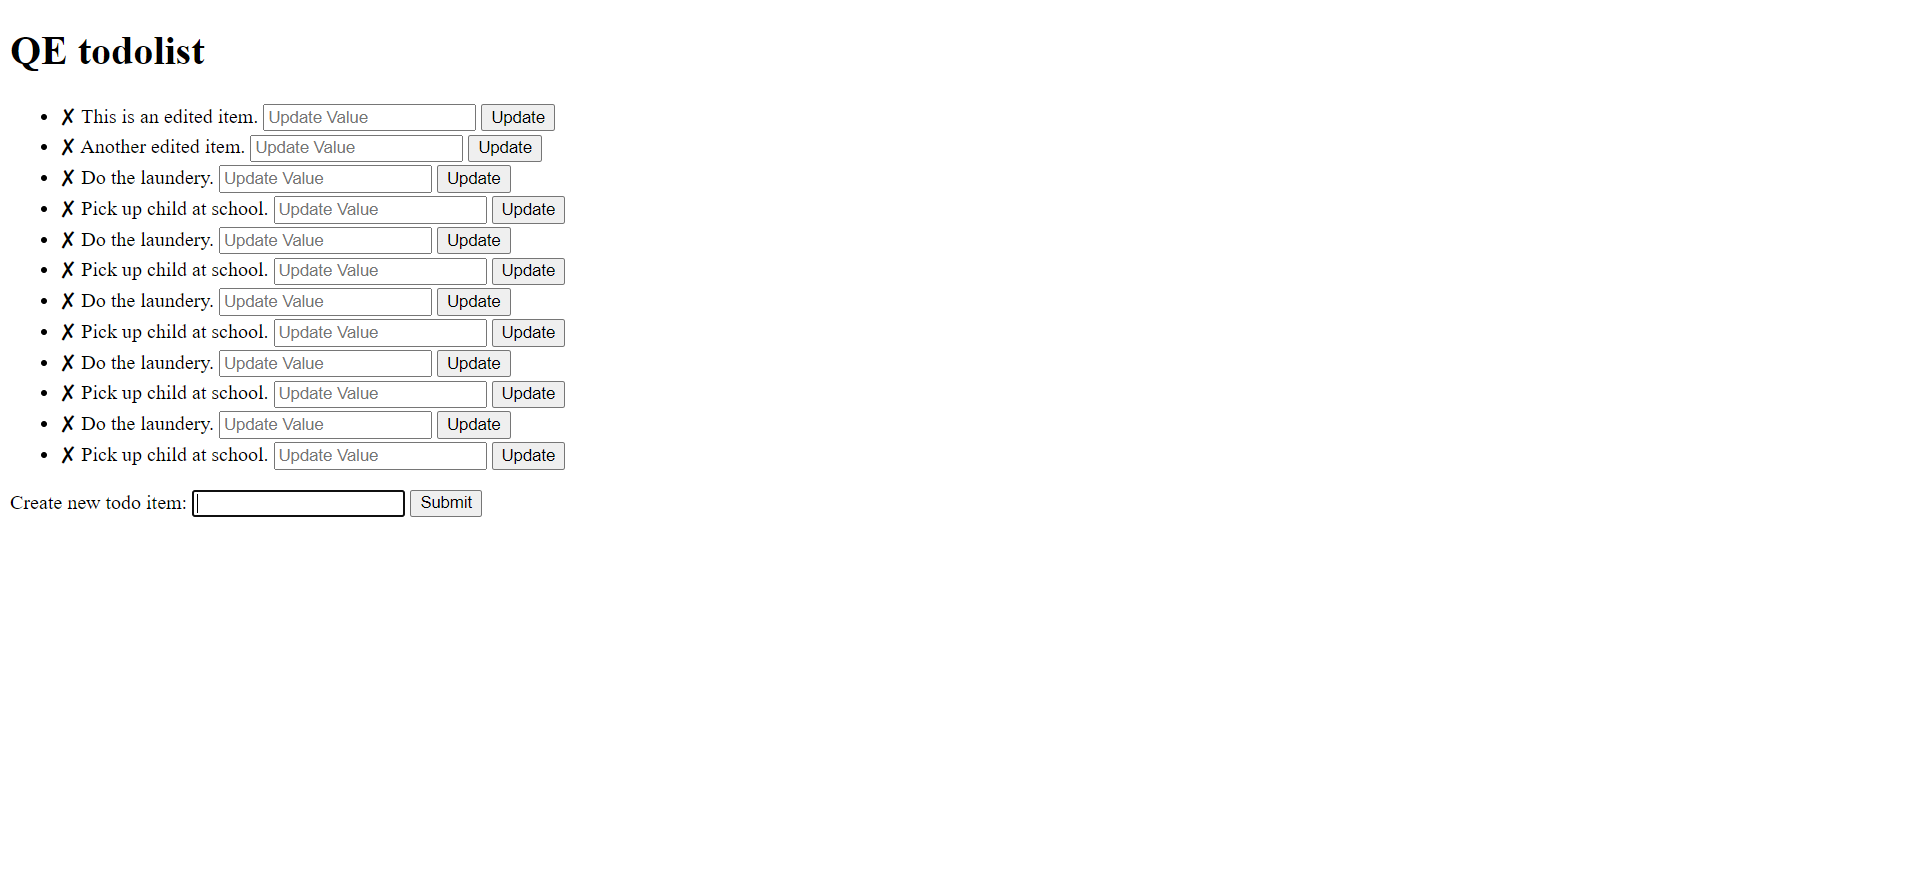 QE todolist
• ✗ This is an edited item. Update Value Update
• ✗ Another edited item. Update Value Update
• ✗ Do the laundery. Update Value Update
• ✗ Pick up child at school. Update Value Update
• ✗ Do the laundery. Update Value Update
• ✗ Pick up child at school. Update Value Update
• ✗ Do the laundery. Update Value Update
• ✗ Pick up child at school. Update Value Update
• ✗ Do the laundery. Update Value Update
• ✗ Pick up child at school. Update Value Update
• ✗ Do the laundery. Update Value Update
• ✗ Pick up child at school. Update Value Update
Create new todo item: Submit